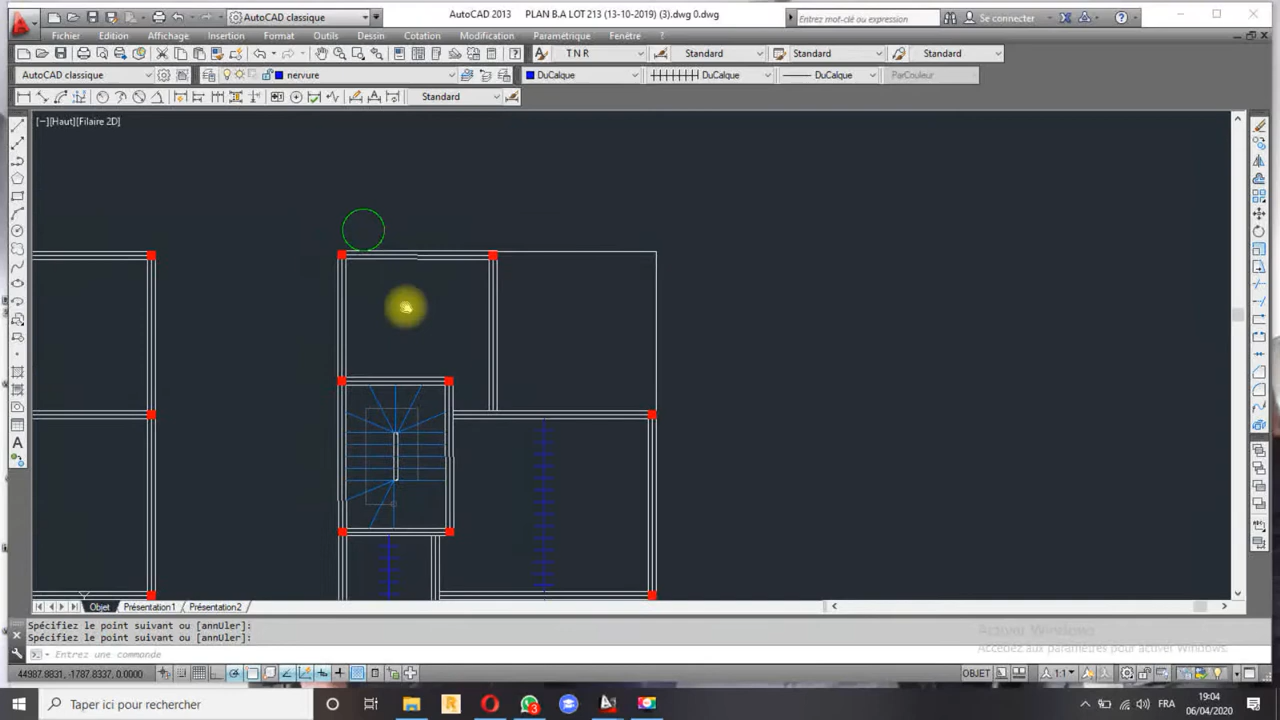 AutoCAD classique
AutoCAD 2013 PLAN B.A LOT 213 (13-10-2019) (3).dwg 0.dwg
Entrez mot-clé ou expression
Se connecter
Fichier Edition Affichage Insertion Format Outils Dessin Cotation Modification Paramétrique Fenêtre
T N R Standard Standard Standard
AutoCAD classique nervure DuCalque DuCalque DuCalque ParCouleur
Standard
[−][Haut][Filaire 2D]
A
Objet Présentation1 Présentation2
Spécifiez le point suivant ou [annUler]:
Spécifiez le point suivant ou [annUler]:
Entrez une commande
Activer Windows
Accédez aux paramètres pour activer Windows.
44987.8831, -1787.8337, 0.0000
OBJET
1:1
Taper ici pour rechercher
3
FRA
19:04
06/04/2020